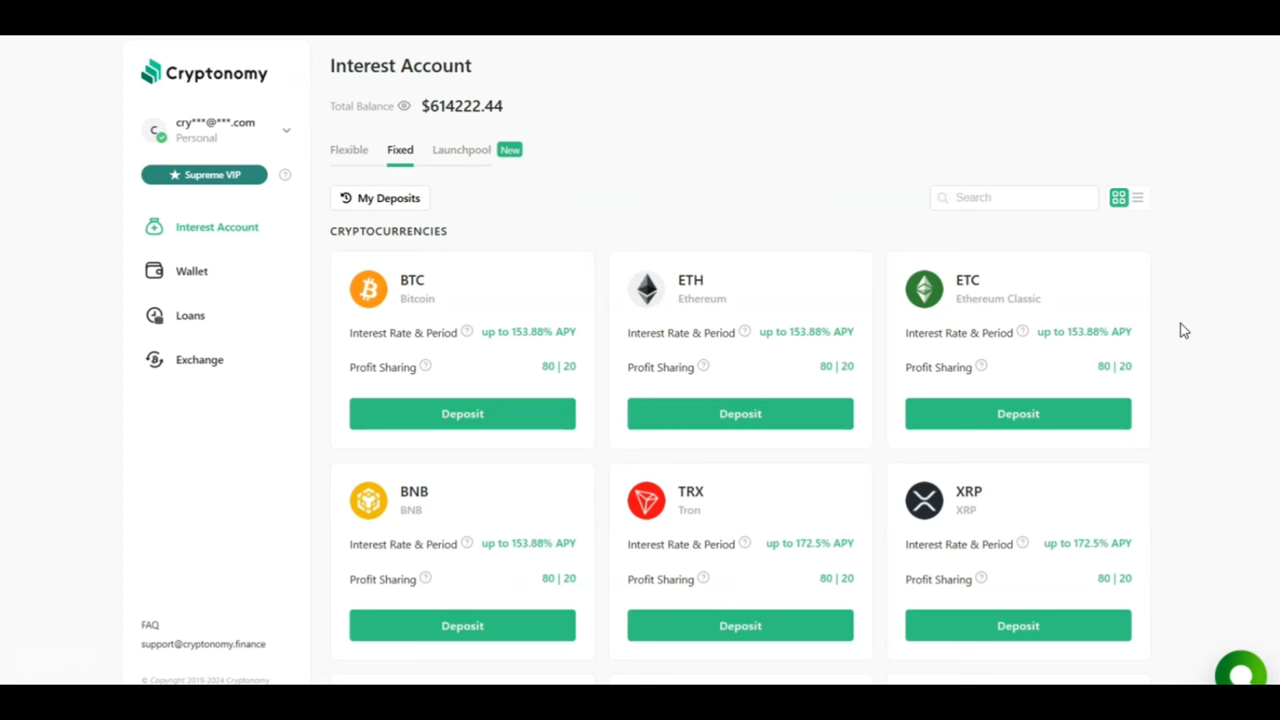 Cryptonomy
cry***@***.com
Personal
Supreme VIP
Interest Account
Wallet
Loans
Exchange
FAQ
support@cryptonomy.finance
© Copyright 2019-2024 Cryptonomy
Interest Account
Total Balance $614222.44
Flexible Fixed Launchpool New
My Deposits
Search
CRYPTOCURRENCIES
BTC
Bitcoin
Interest Rate & Period ? up to 153.88% APY
Profit Sharing ? 80 | 20
Deposit
ETH
Ethereum
Interest Rate & Period ? up to 153.88% APY
Profit Sharing ? 80 | 20
Deposit
ETC
Ethereum Classic
Interest Rate & Period ? up to 153.88% APY
Profit Sharing ? 80 | 20
Deposit
BNB
BNB
Interest Rate & Period ? up to 153.88% APY
Profit Sharing ? 80 | 20
Deposit
TRX
Tron
Interest Rate & Period ? up to 172.5% APY
Profit Sharing ? 80 | 20
Deposit
XRP
XRP
Interest Rate & Period ? up to 172.5% APY
Profit Sharing ? 80 | 20
Deposit